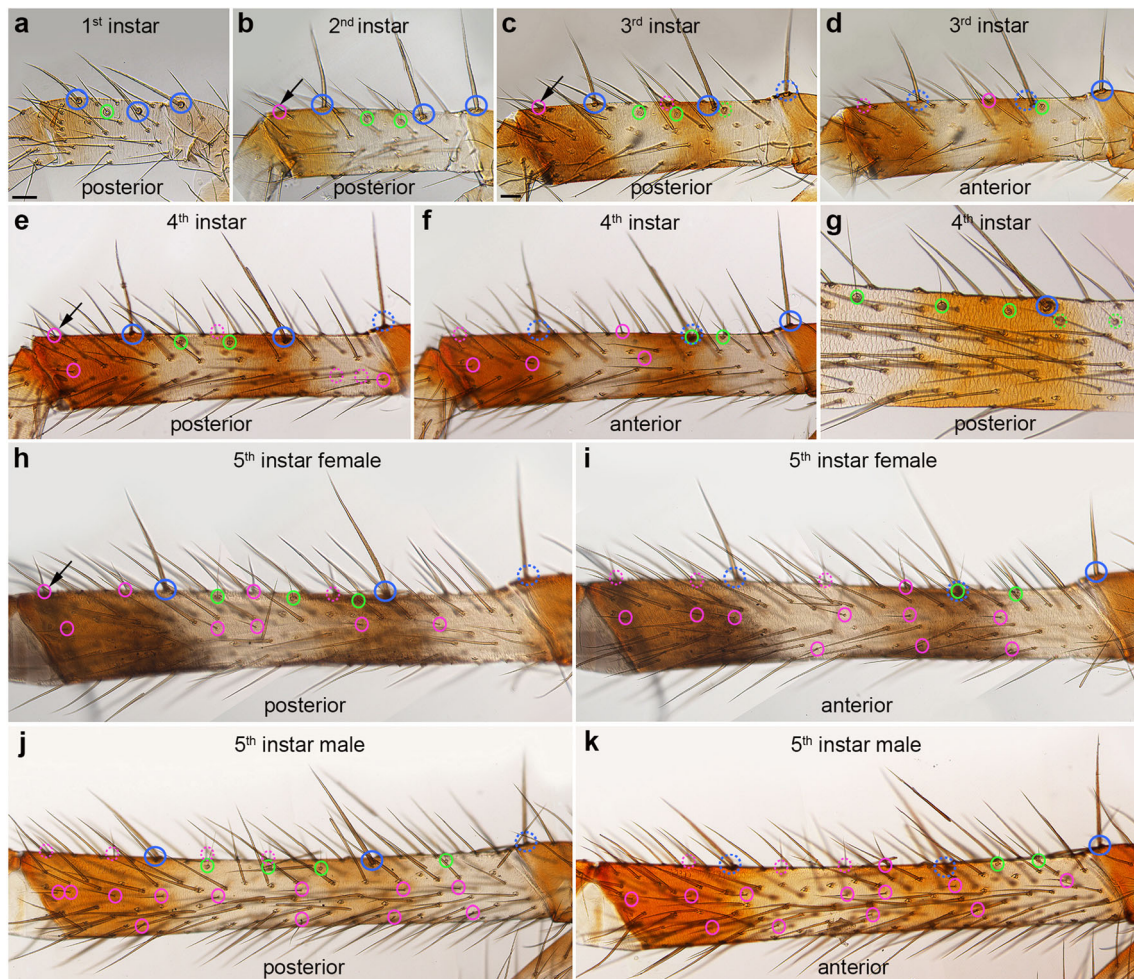 a 1st instar
posterior
b 2nd instar
posterior
c 3rd instar
posterior
d 3rd instar
anterior
e 4th instar
posterior
f 4th instar
anterior
g 4th instar
posterior
h 5th instar female
posterior
i 5th instar female
anterior
j 5th instar male
posterior
k 5th instar male
anterior